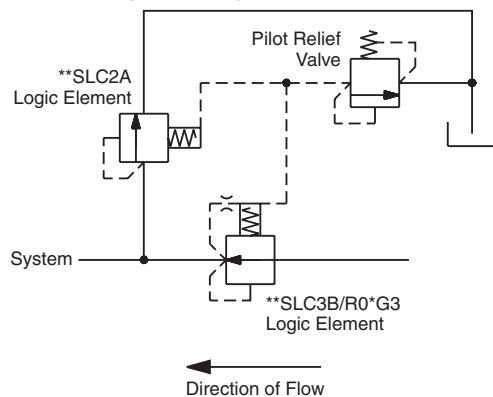 Pilot Relief
Valve
**SLC2A
Logic Element
System
**SLC3B/R0*G3
Logic Element
Direction of Flow